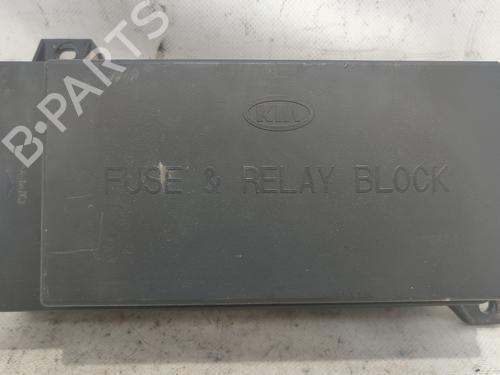 B-PARTS
KIA
FUSE & RELAY BLOCK